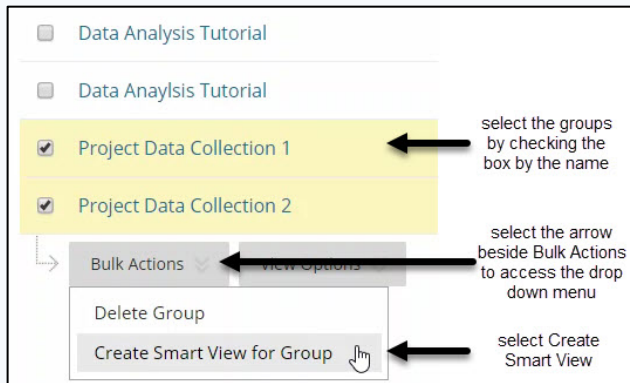 Data Analysis Tutorial
Data Anaylsis Tutorial
Project Data Collection 1
select the groups
by checking the
box by the name
Project Data Collection 2
Bulk Actions
View Options
select the arrow
beside Bulk Actions
to access the drop
down menu
Delete Group
Create Smart View for Group
select Create
Smart View